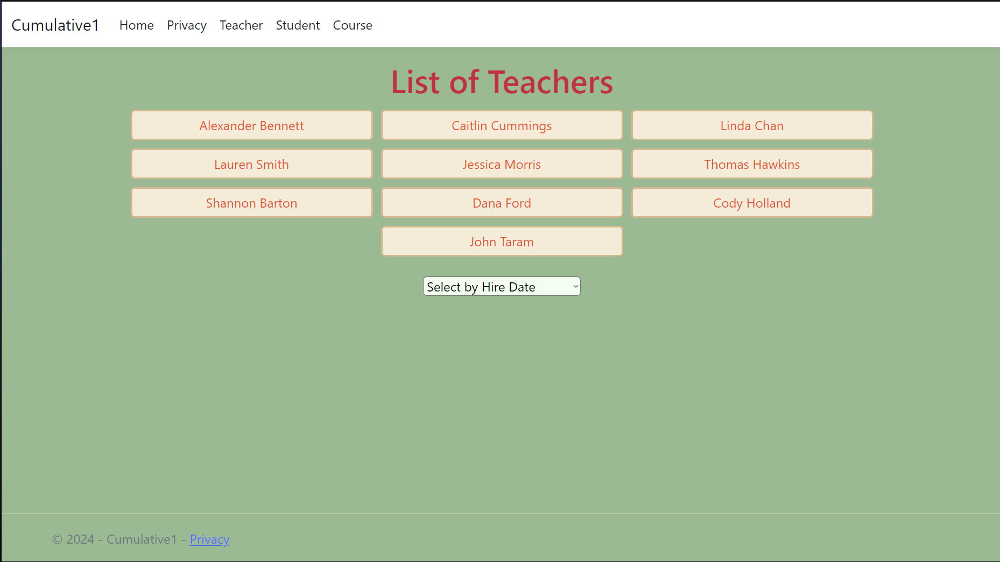 Cumulative1 Home Privacy Teacher Student Course
List of Teachers
Alexander Bennett Caitlin Cummings Linda Chan
Lauren Smith Jessica Morris Thomas Hawkins
Shannon Barton Dana Ford Cody Holland
John Taram
Select by Hire Date
© 2024 - Cumulative1 - Privacy